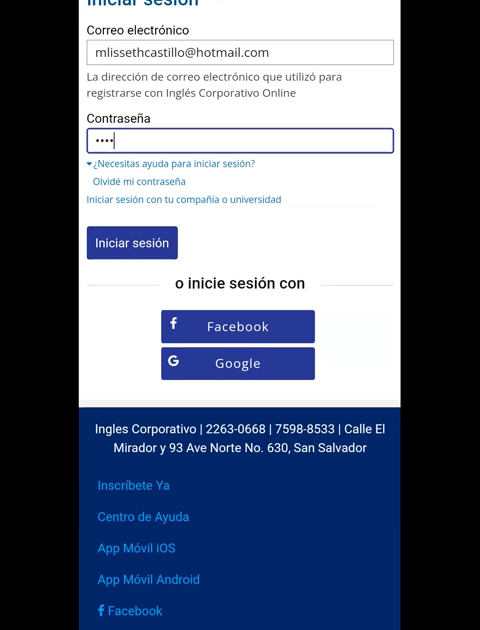 Iniciar sesión
Correo electrónico
mlissethcastillo@hotmail.com
La dirección de correo electrónico que utilizó para
registrarse con Inglés Corporativo Online
Contraseña
••••
¿Necesitas ayuda para iniciar sesión?
Olvidé mi contraseña
Iniciar sesión con tu compañía o universidad
Iniciar sesión
o inicie sesión con
Facebook
Google
Ingles Corporativo | 2263-0668 | 7598-8533 | Calle El
Mirador y 93 Ave Norte No. 630, San Salvador
Inscríbete Ya
Centro de Ayuda
App Móvil iOS
App Móvil Android
Facebook